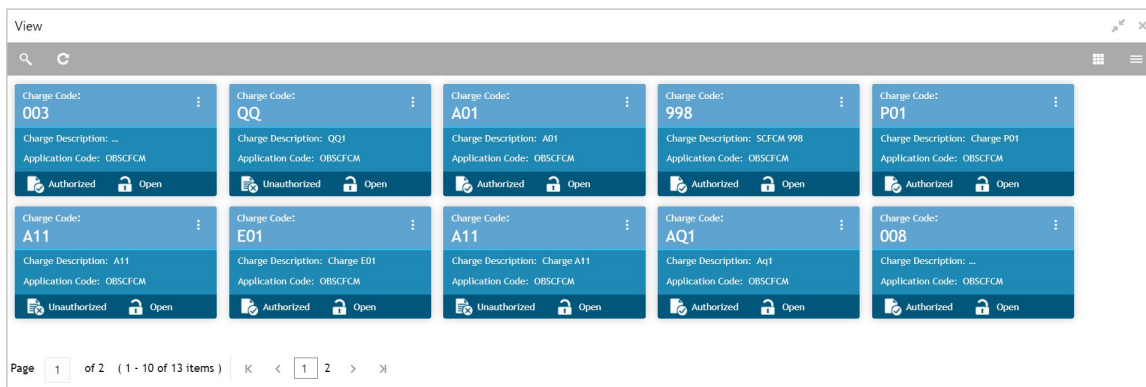 View
Charge Code:
003
Charge Description: ...
Application Code: OBSCFCM
Authorized Open
Charge Code:
QQ
Charge Description: QQ1
Application Code: OBSCFCM
Unauthorized Open
Charge Code:
A01
Charge Description: A01
Application Code: OBSCFCM
Authorized Open
Charge Code:
998
Charge Description: SCFCM 998
Application Code: OBSCFCM
Authorized Open
Charge Code:
P01
Charge Description: Charge P01
Application Code: OBSCFCM
Authorized Open
Charge Code:
A11
Charge Description: A11
Application Code: OBSCFCM
Unauthorized Open
Charge Code:
E01
Charge Description: Charge E01
Application Code: OBSCFCM
Authorized Open
Charge Code:
A11
Charge Description: Charge A11
Application Code: OBSCFCM
Unauthorized Open
Charge Code:
AQ1
Charge Description: Aq1
Application Code: OBSCFCM
Authorized Open
Charge Code:
008
Charge Description: ...
Application Code: OBSCFCM
Authorized Open
Page 1 of 2 ( 1 - 10 of 13 items ) 1 2